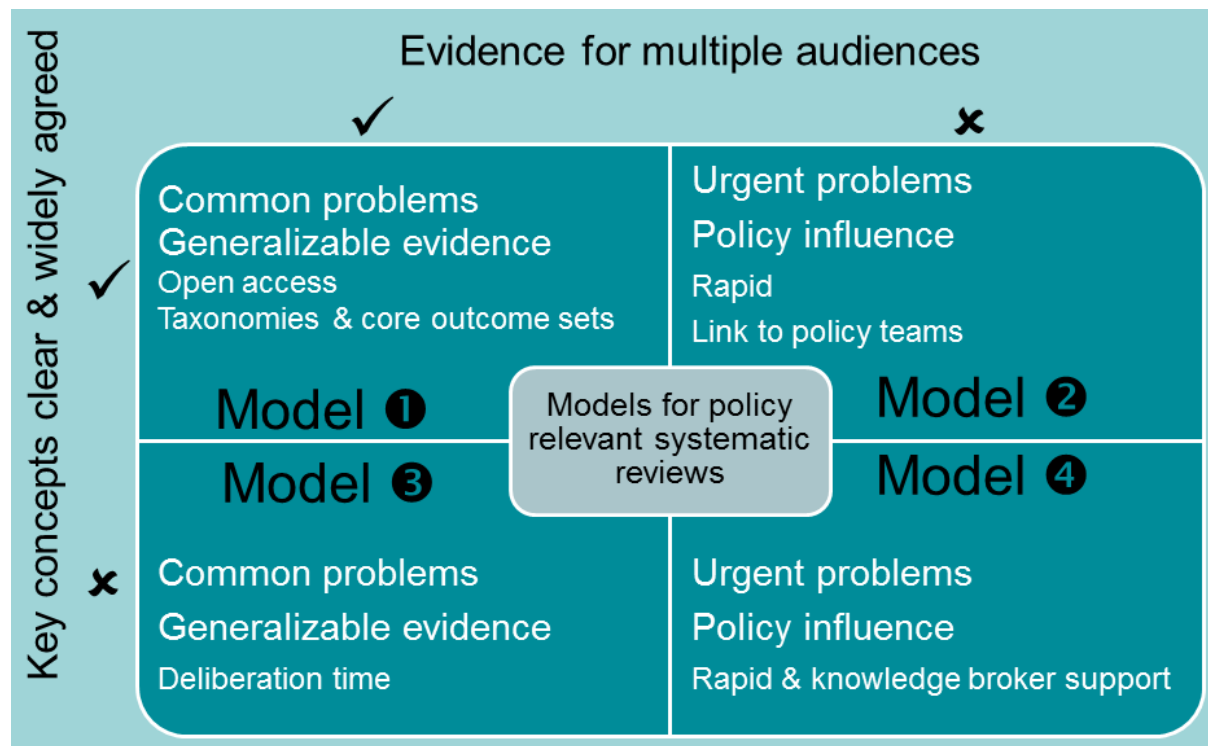 Evidence for multiple audiences
✓ ✘
Key concepts clear & widely agreed
✓
Common problems
Generalizable evidence
Open access
Taxonomies & core outcome sets
Model ❶
Urgent problems
Policy influence
Rapid
Link to policy teams
Model ❷
Models for policy
relevant systematic
reviews
✘
Model ❸
Common problems
Generalizable evidence
Deliberation time
Model ❹
Urgent problems
Policy influence
Rapid & knowledge broker support